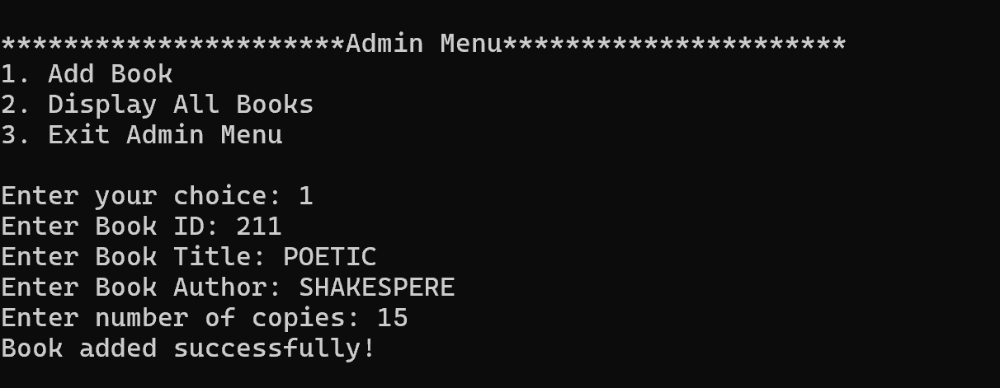 **********************Admin Menu**********************
1. Add Book
2. Display All Books
3. Exit Admin Menu
Enter your choice: 1
Enter Book ID: 211
Enter Book Title: POETIC
Enter Book Author: SHAKESPERE
Enter number of copies: 15
Book added successfully!